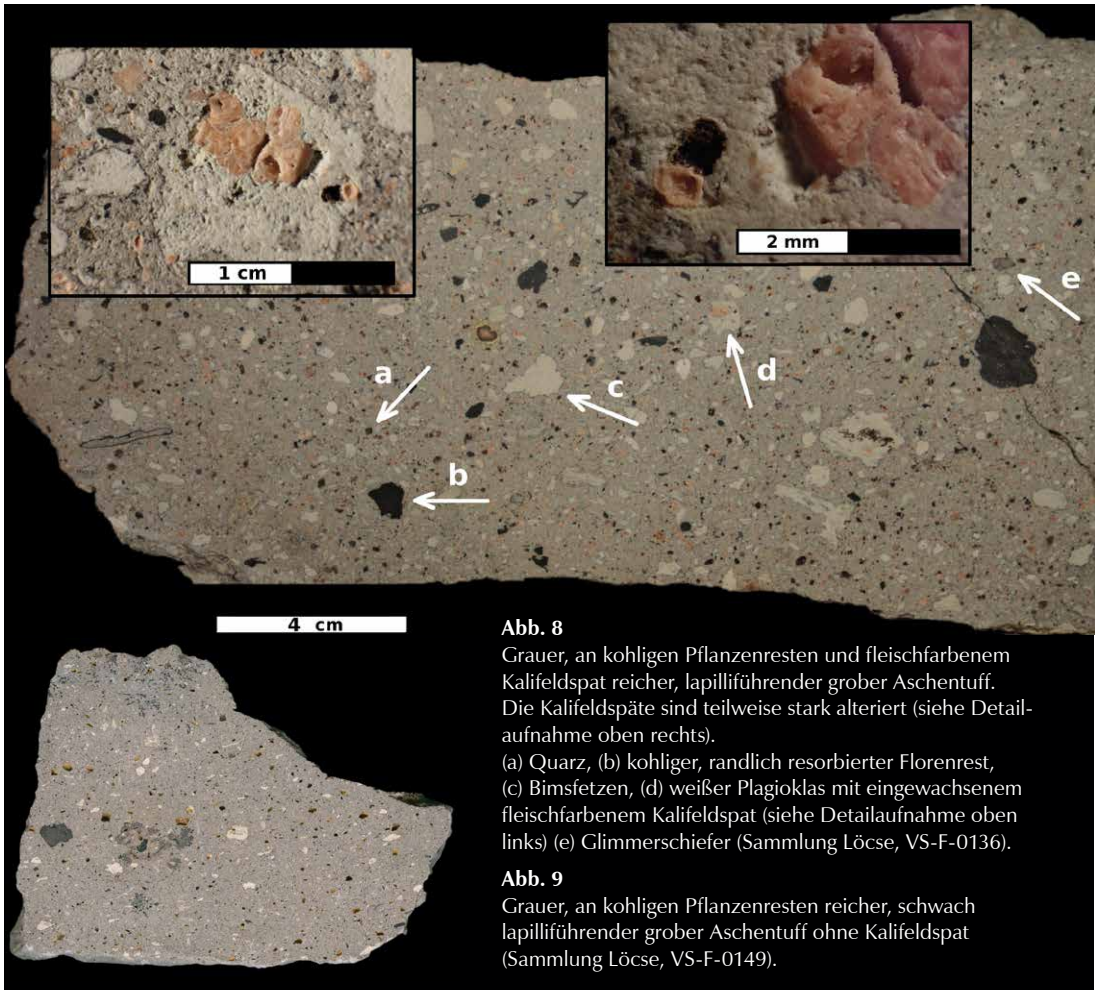 1 cm
2 mm
a
b
c
d
e
4 cm
Abb. 8
Grauer, an kohligen Pflanzenresten und fleischfarbenem
Kalifeldspat reicher, lapilliführender grober Aschentuff.
Die Kalifeldspäte sind teilweise stark alteriert (siehe Detail-
aufnahme oben rechts).
(a) Quarz, (b) kohliger, randlich resorbierter Florenrest,
(c) Bimsfetzen, (d) weißer Plagioklas mit eingewachsenem
fleischfarbenem Kalifeldspat (siehe Detailaufnahme oben
links) (e) Glimmerschiefer (Sammlung Löcse, VS-F-0136).
Abb. 9
Grauer, an kohligen Pflanzenresten reicher, schwach
lapilliführender grober Aschentuff ohne Kalifeldspat
(Sammlung Löcse, VS-F-0149).